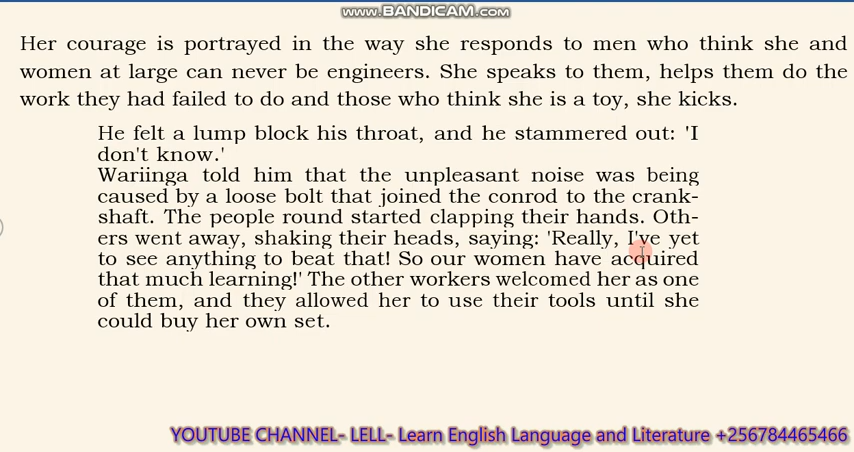 www.BANDICAM.com
Her courage is portrayed in the way she responds to men who think she and
women at large can never be engineers. She speaks to them, helps them do the
work they had failed to do and those who think she is a toy, she kicks.
He felt a lump block his throat, and he stammered out: 'I
don't know.'
Wariinga told him that the unpleasant noise was being
caused by a loose bolt that joined the conrod to the crank-
shaft. The people round started clapping their hands. Oth-
ers went away, shaking their heads, saying: 'Really, I've yet
to see anything to beat that! So our women have acquired
that much learning!' The other workers welcomed her as one
of them, and they allowed her to use their tools until she
could buy her own set.
YOUTUBE CHANNEL- LELL- Learn English Language and Literature +256784465466